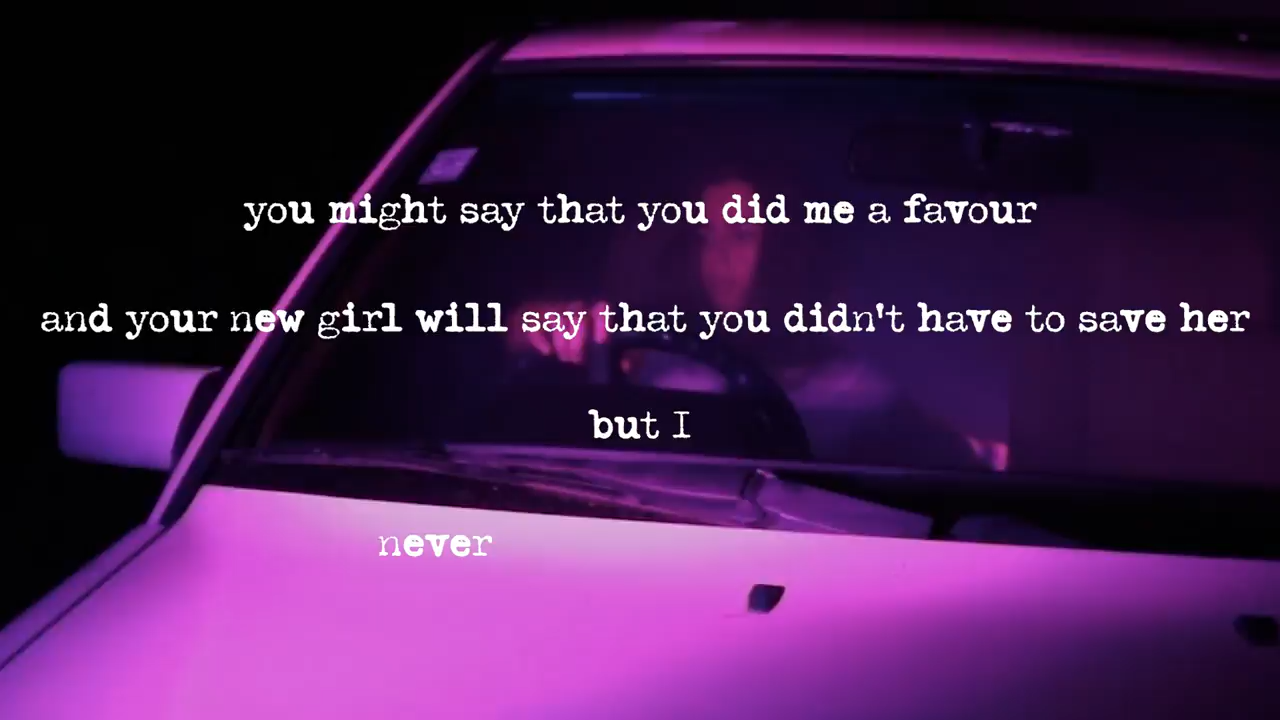 you might say that you did me a favour
and your new girl will say that you didn't have to save her
but I
never